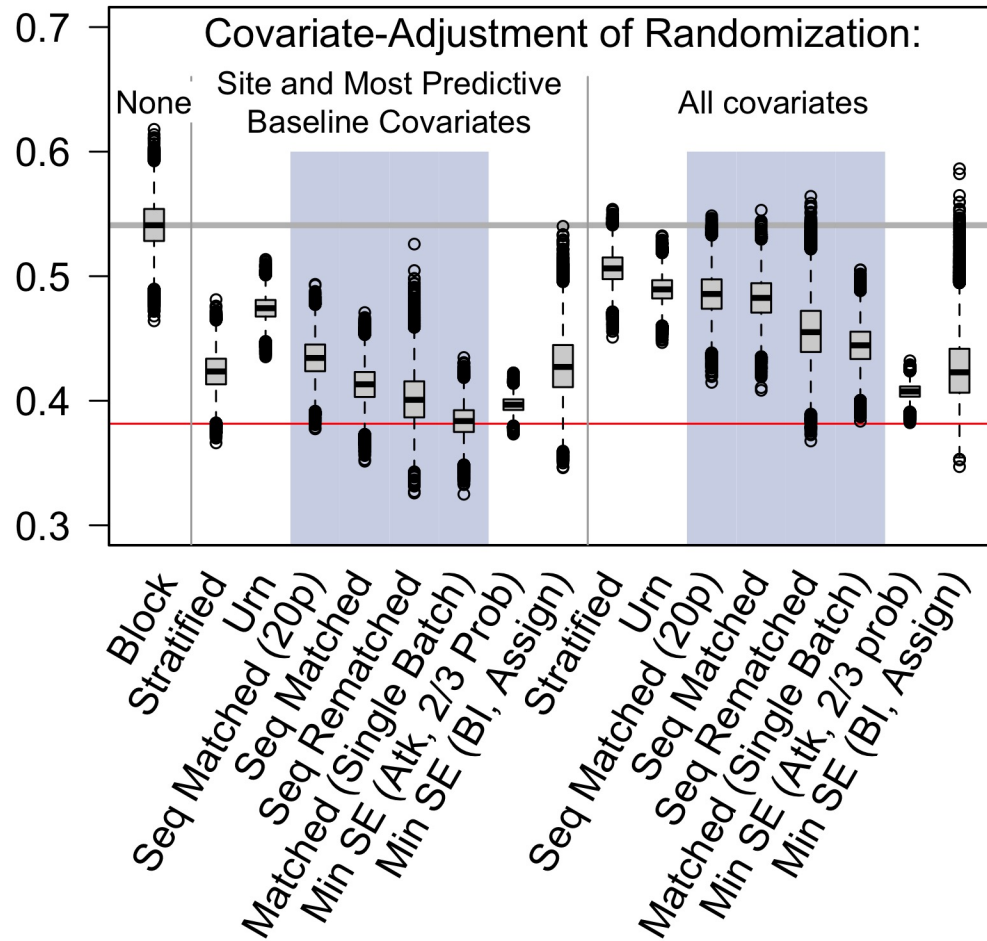 Covariate-Adjustment of Randomization:
None
Site and Most Predictive
Baseline Covariates
All covariates
0.7
0.6
0.5
0.4
0.3
Block
Stratified
Urn
Seq Matched (20p)
Seq Matched
Seq Rematched
Matched (Single Batch)
Min SE (Atk, 2/3 Prob)
Min SE (BI, Assign)
Stratified
Urn
Seq Matched (20p)
Seq Matched
Seq Rematched
Matched (Single Batch)
Min SE (Atk, 2/3 prob)
Min SE (BI, Assign)